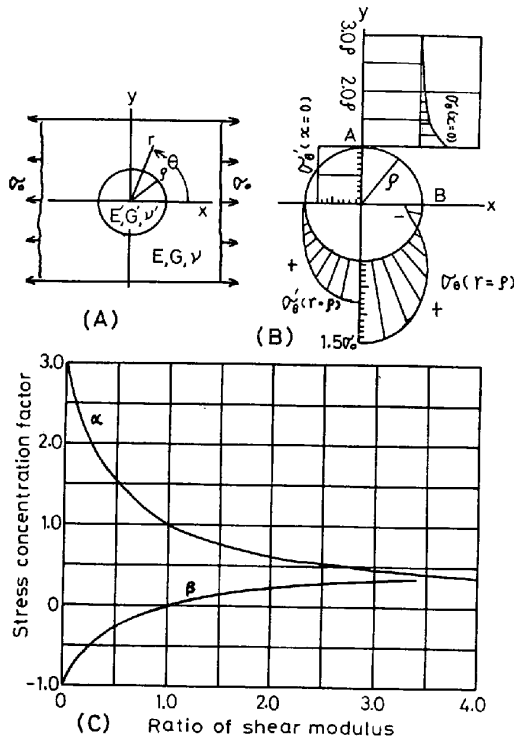 y
r
θ
ρ
σ₀
σ₀
x
E', G', ν'
E, G, ν
(A)
y
3.0ρ
2.0ρ
σθ(x=0)
σ'θ(x=0)
A
ρ
B
x
−
+
+
σ'θ(r=ρ)
σθ(r=ρ)
1.5σ₀
(B)
Stress concentration factor
3.0
2.0
1.0
0
-1.0
α
β
0
1.0
2.0
3.0
4.0
(C)
Ratio of shear modulus